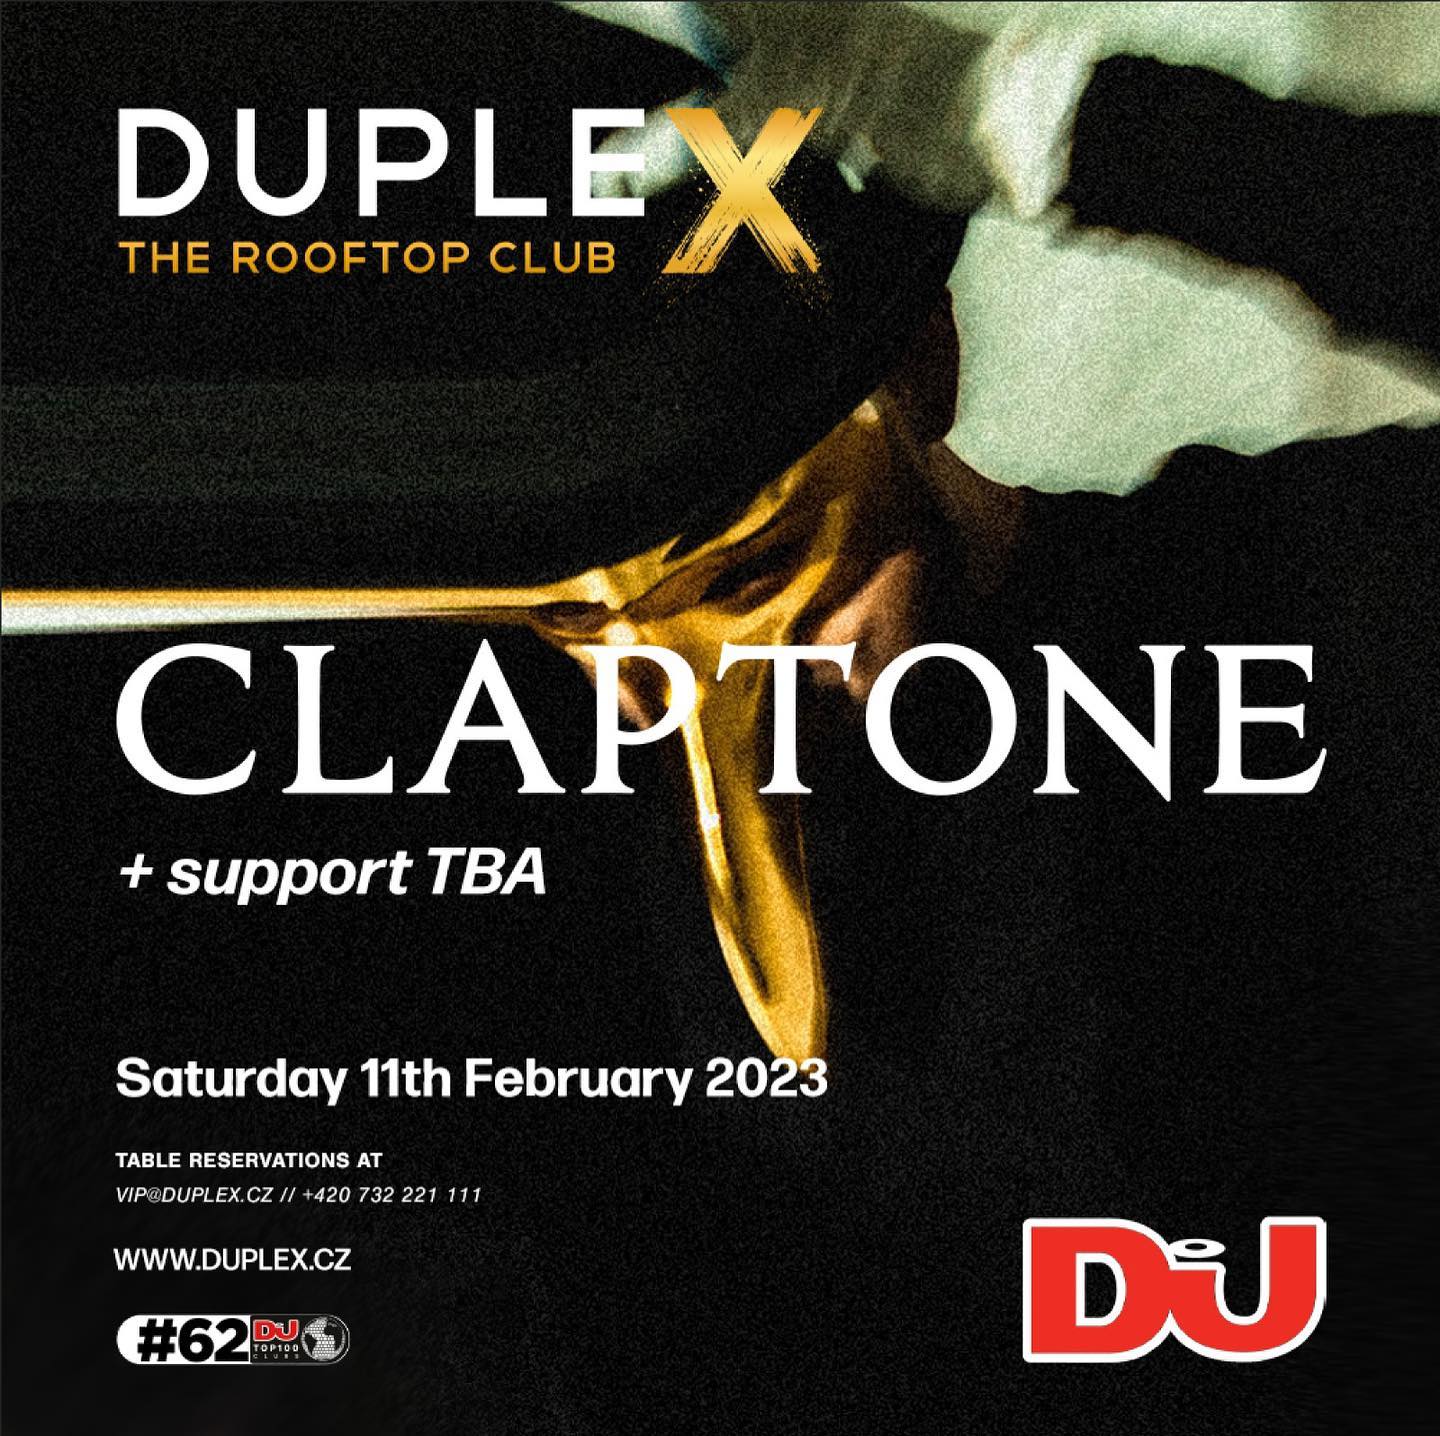 DUPLEX
THE ROOFTOP CLUB
CLAPTONE
+ support TBA
Saturday 11th February 2023
TABLE RESERVATIONS AT
VIP@DUPLEX.CZ // +420 732 221 111
WWW.DUPLEX.CZ
#62 DJ
TOP100
CLUBS
DJ